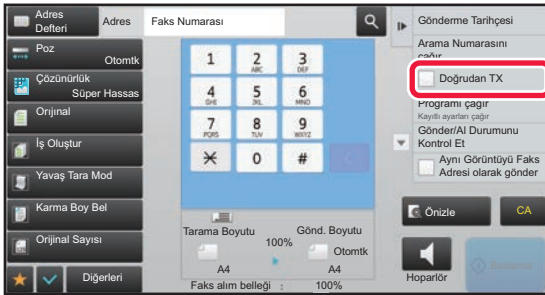 Adres
Defteri
Adres
Faks Numarası
Poz
Otomtk
Çözünürlük
Süper Hassas
Orijinal
İş Oluştur
Yavaş Tara Mod
Karma Boy Bel
Orijinal Sayısı
Diğerleri
1
2
ABC
3
DEF
4
GHI
5
JKL
6
MNO
7
PQRS
8
TUV
9
WXYZ
0
#
Tarama Boyutu
100%
Gönd. Boyutu
Otomtk
A4
A4
Faks alım belleği : 100%
Gönderme Tarihçesi
Arama Numarasını
çağır
Doğrudan TX
Programı çağır
Kayıtlı ayarları çağır
Gönder/Al Durumunu
Kontrol Et
Aynı Görüntüyü Faks
Adresi olarak gönder
Önizle
CA
Hoparlör